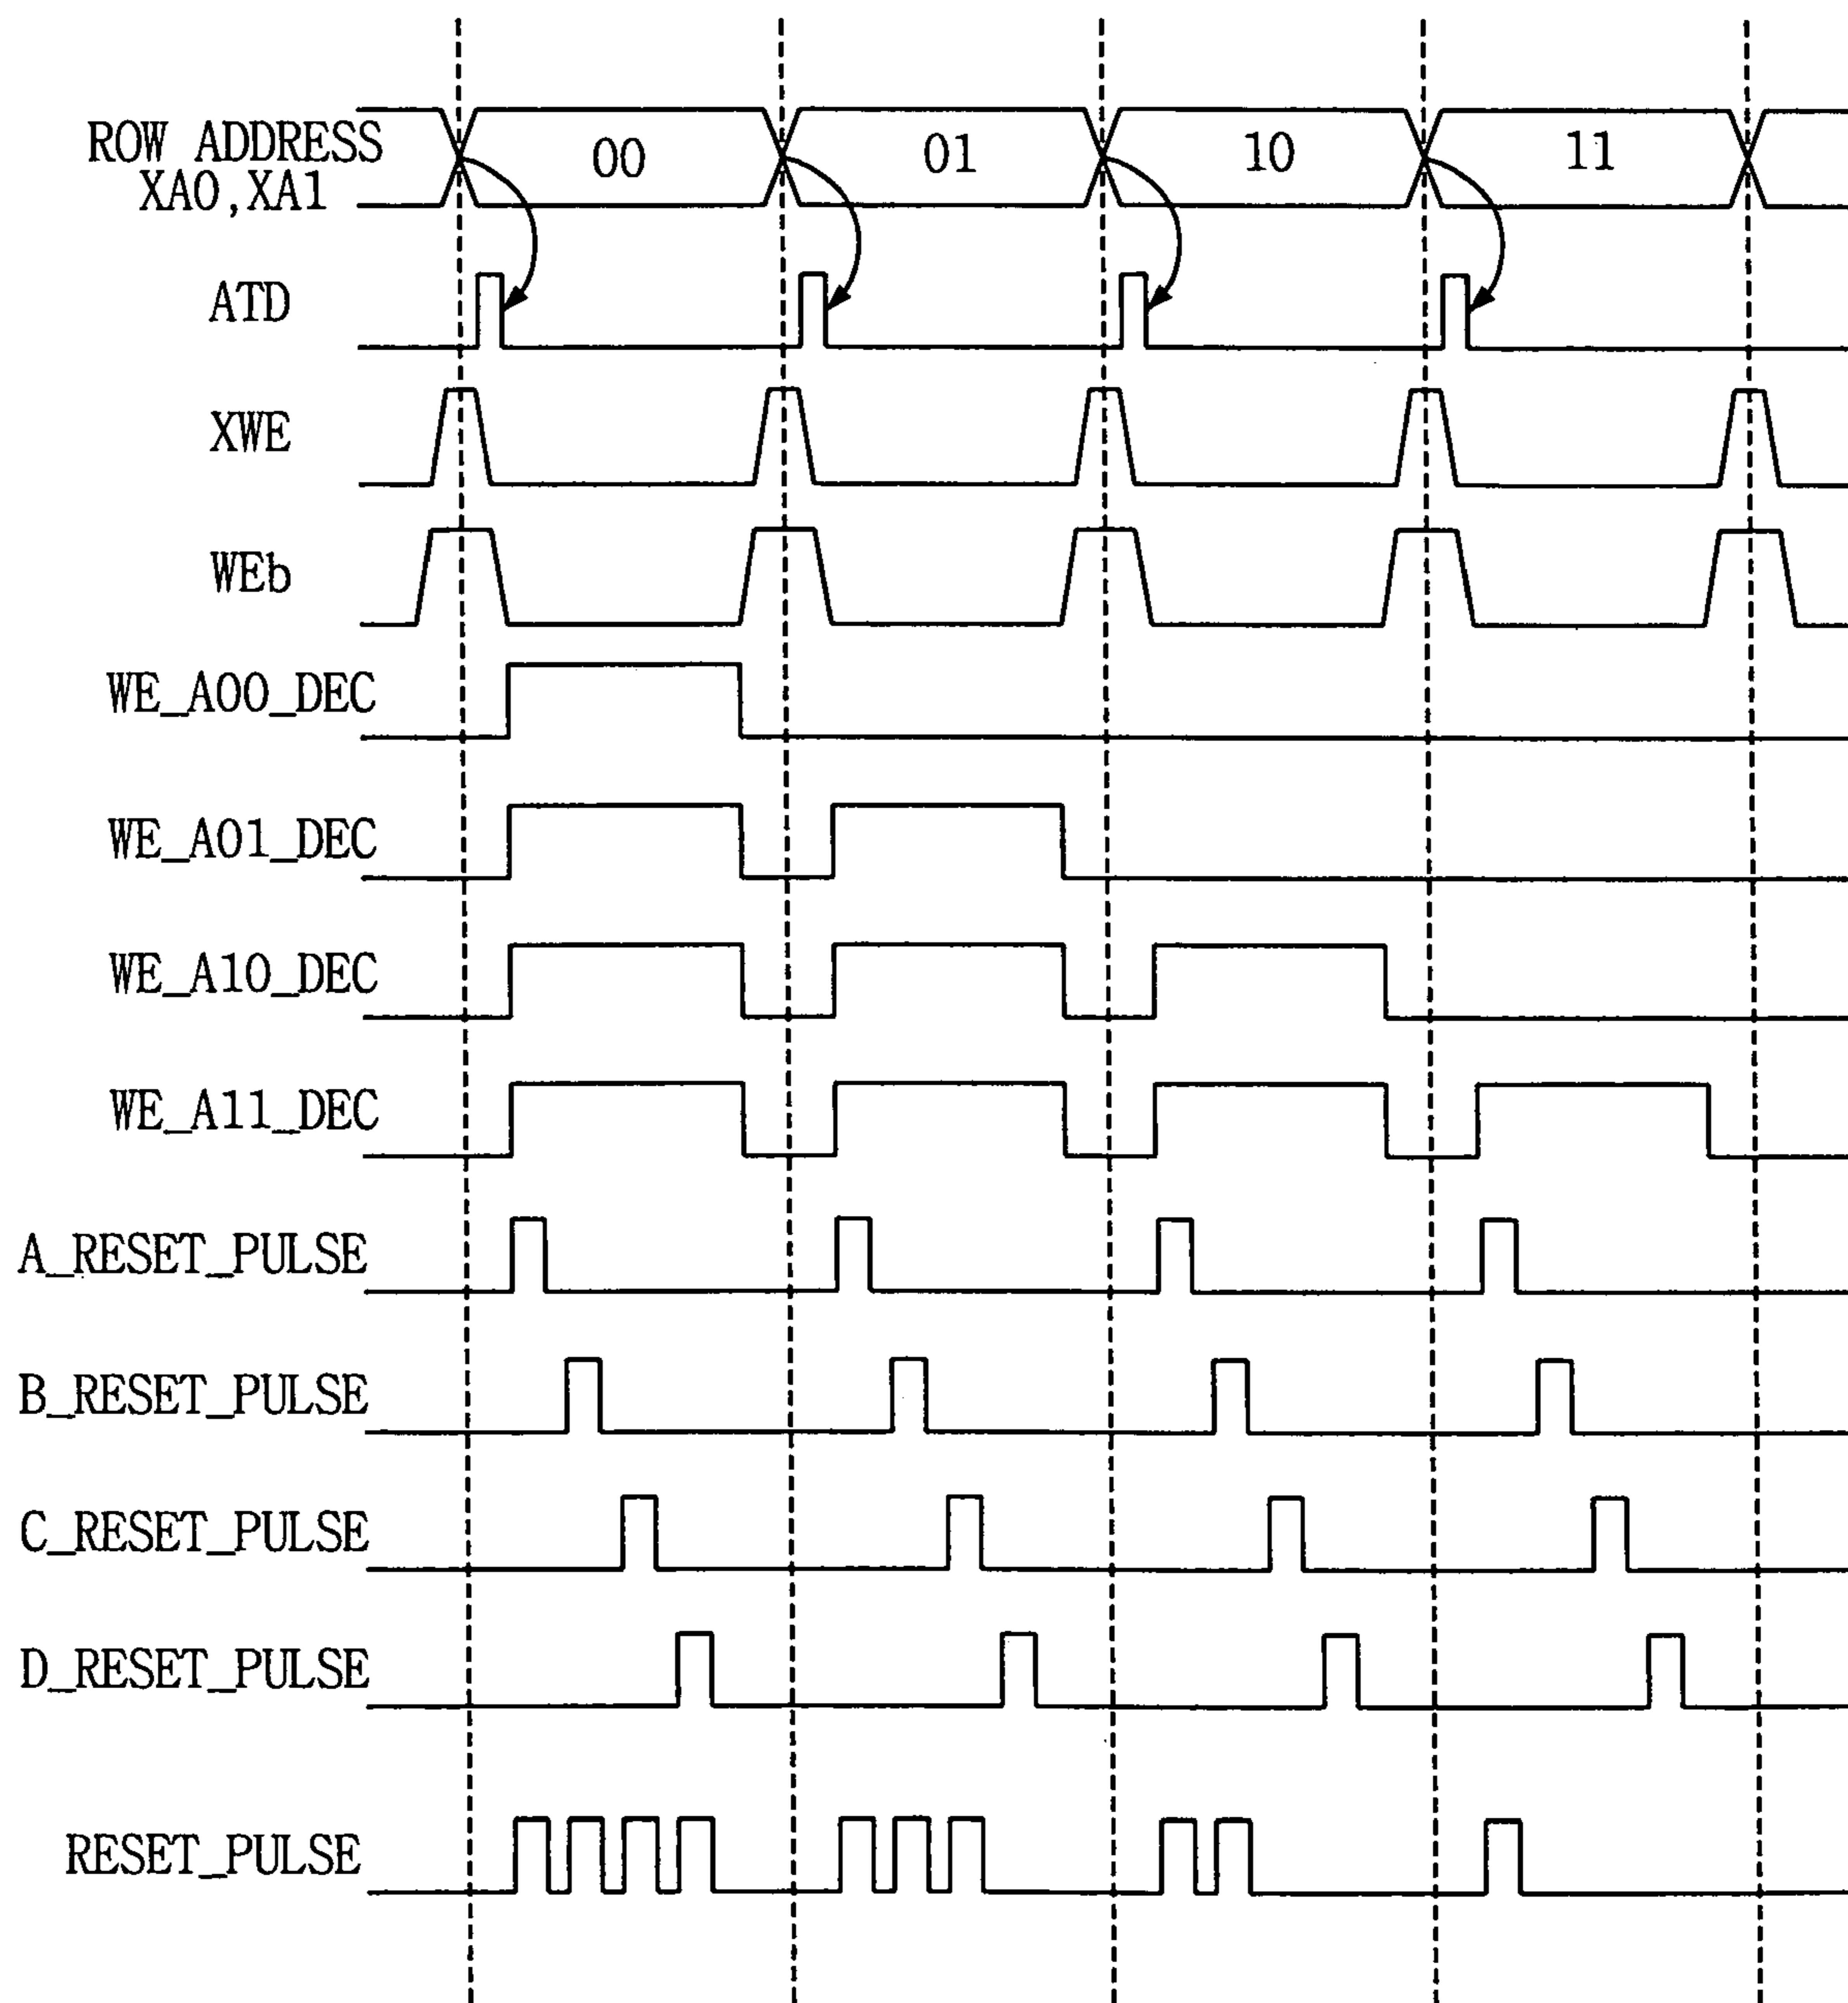 ROW ADDRESS
XA0,XA1
00
01
10
11
ATD
XWE
WEb
WE_A00_DEC
WE_A01_DEC
WE_A10_DEC
WE_A11_DEC
A_RESET_PULSE
B_RESET_PULSE
C_RESET_PULSE
D_RESET_PULSE
RESET_PULSE